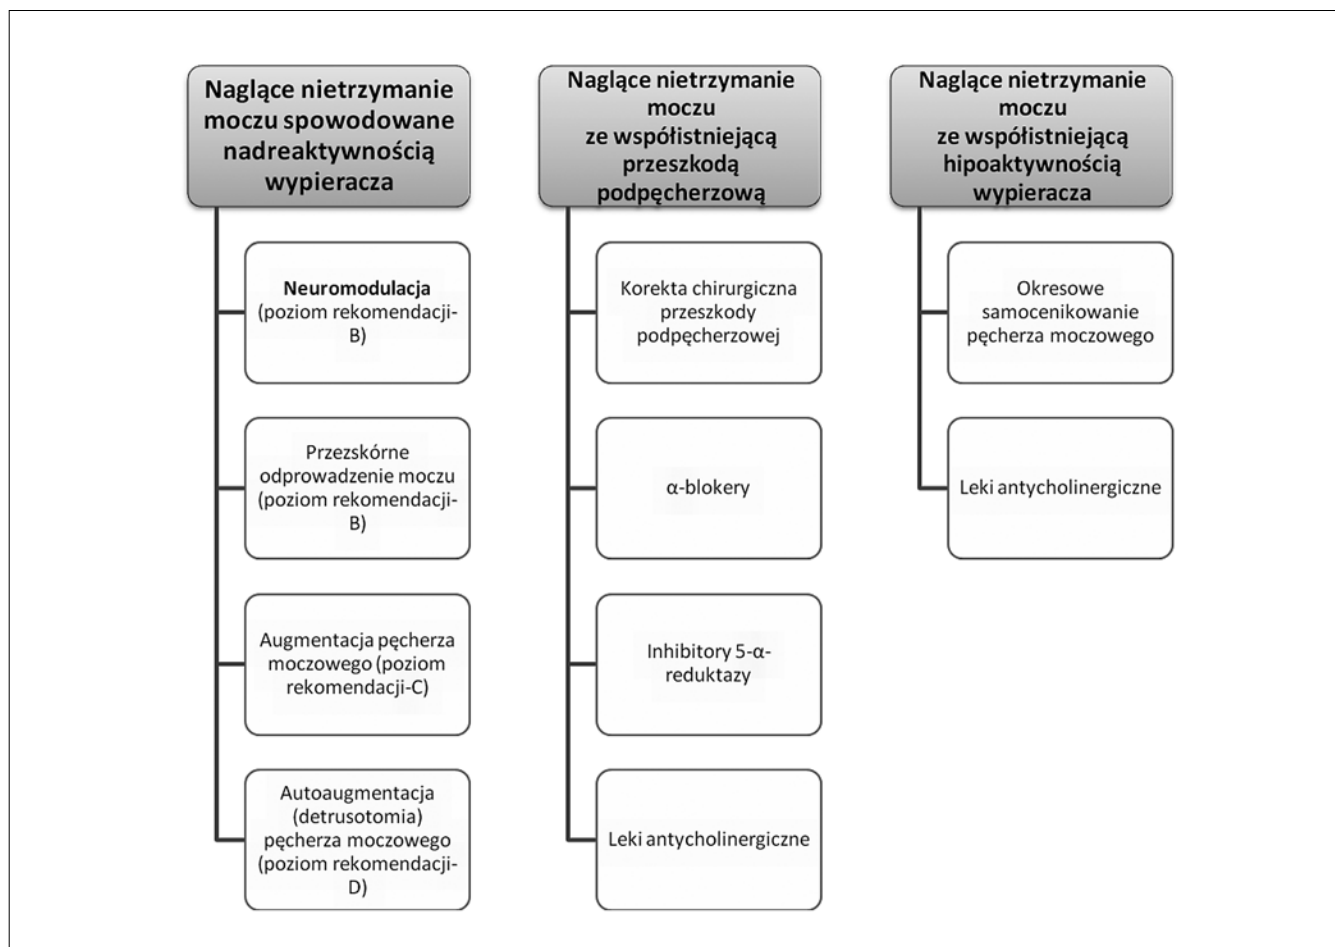 Naglące nietrzymanie
moczu spowodowane
nadreaktywnością
wypieracza
Neuromodulacja
(poziom rekomendacji-
B)
Przezskórne
odprowadzenie moczu
(poziom rekomendacji-
B)
Augmentacja pęcherza
moczowego (poziom
rekomendacji-C)
Autoaugmentacja
(detrusotomia)
pęcherza moczowego
(poziom rekomendacji-
D)
Naglące nietrzymanie
moczu
ze współistniejącą
przeszkodą
podpęcherzową
Korekta chirurgiczna
przeszkody
podpęcherzowej
α-blokery
Inhibitory 5-α-
reduktazy
Leki antycholinergiczne
Naglące nietrzymanie
moczu
ze współistniejącą
hipoaktywnością
wypieracza
Okresowe
samocenikowanie
pęcherza moczowego
Leki antycholinergiczne